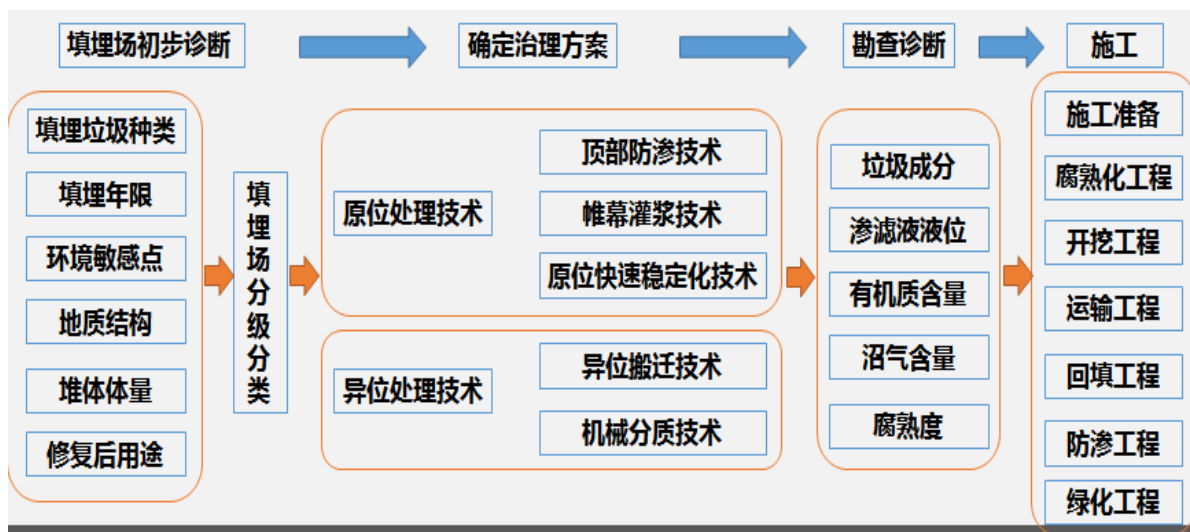 填埋场初步诊断
确定治理方案
勘查诊断
施工
填埋垃圾种类
填埋年限
环境敏感点
地质结构
堆体体量
修复后用途
填埋场分级分类
原位处理技术
顶部防渗技术
帷幕灌浆技术
原位快速稳定化技术
异位处理技术
异位搬迁技术
机械分质技术
垃圾成分
渗滤液液位
有机质含量
沼气含量
腐熟度
施工准备
腐熟化工程
开挖工程
运输工程
回填工程
防渗工程
绿化工程